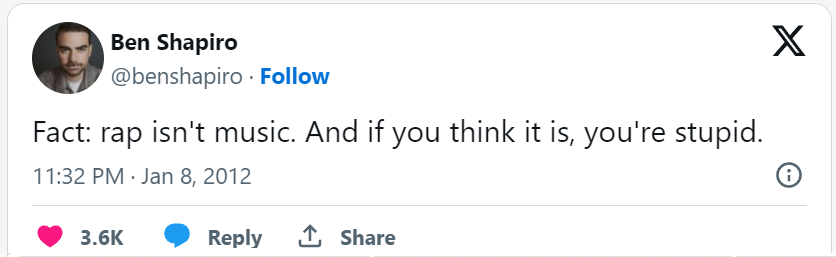 Ben Shapiro
@benshapiro · Follow
Fact: rap isn't music. And if you think it is, you're stupid.
11:32 PM · Jan 8, 2012
3.6K Reply Share